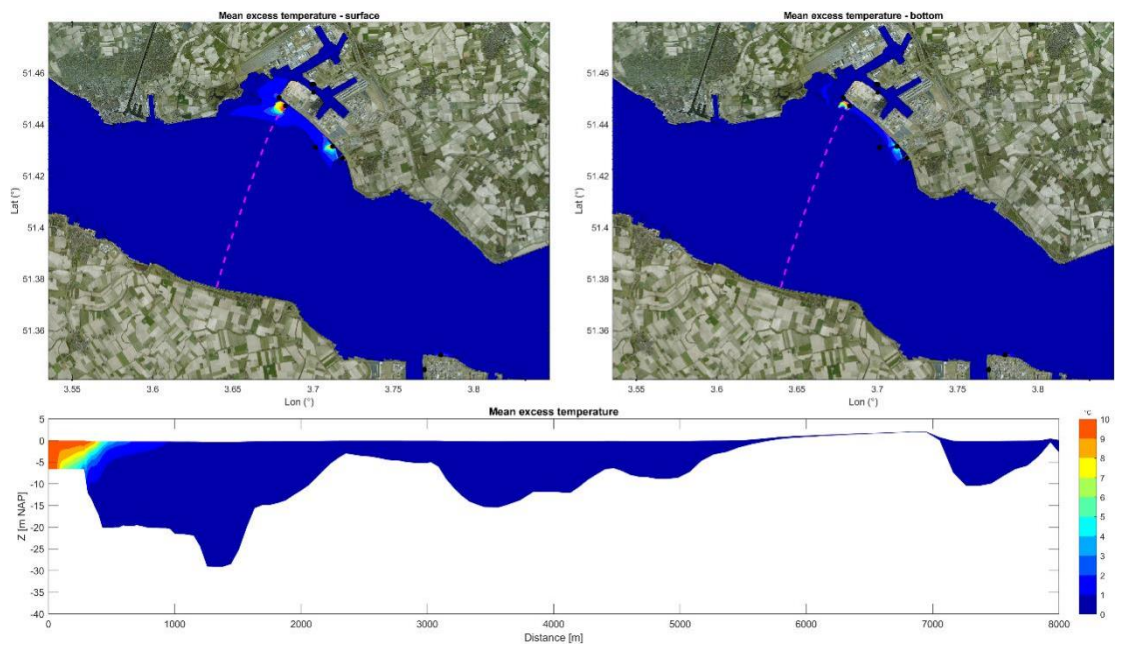 Mean excess temperature - surface
51.46
51.44
51.42
51.4
51.38
51.36
Lat (°)
3.55 3.6 3.65 3.7 3.75 3.8
Lon (°)
Mean excess temperature - bottom
51.46
51.44
51.42
51.4
51.38
51.36
Lat (°)
3.55 3.6 3.65 3.7 3.75 3.8
Lon (°)
Mean excess temperature
5
0
-5
-10
-15
-20
-25
-30
-35
-40
Z [m NAP]
0 1000 2000 3000 4000 5000 6000 7000 8000
Distance [m]
°C
10
9
8
7
6
5
4
3
2
1
0